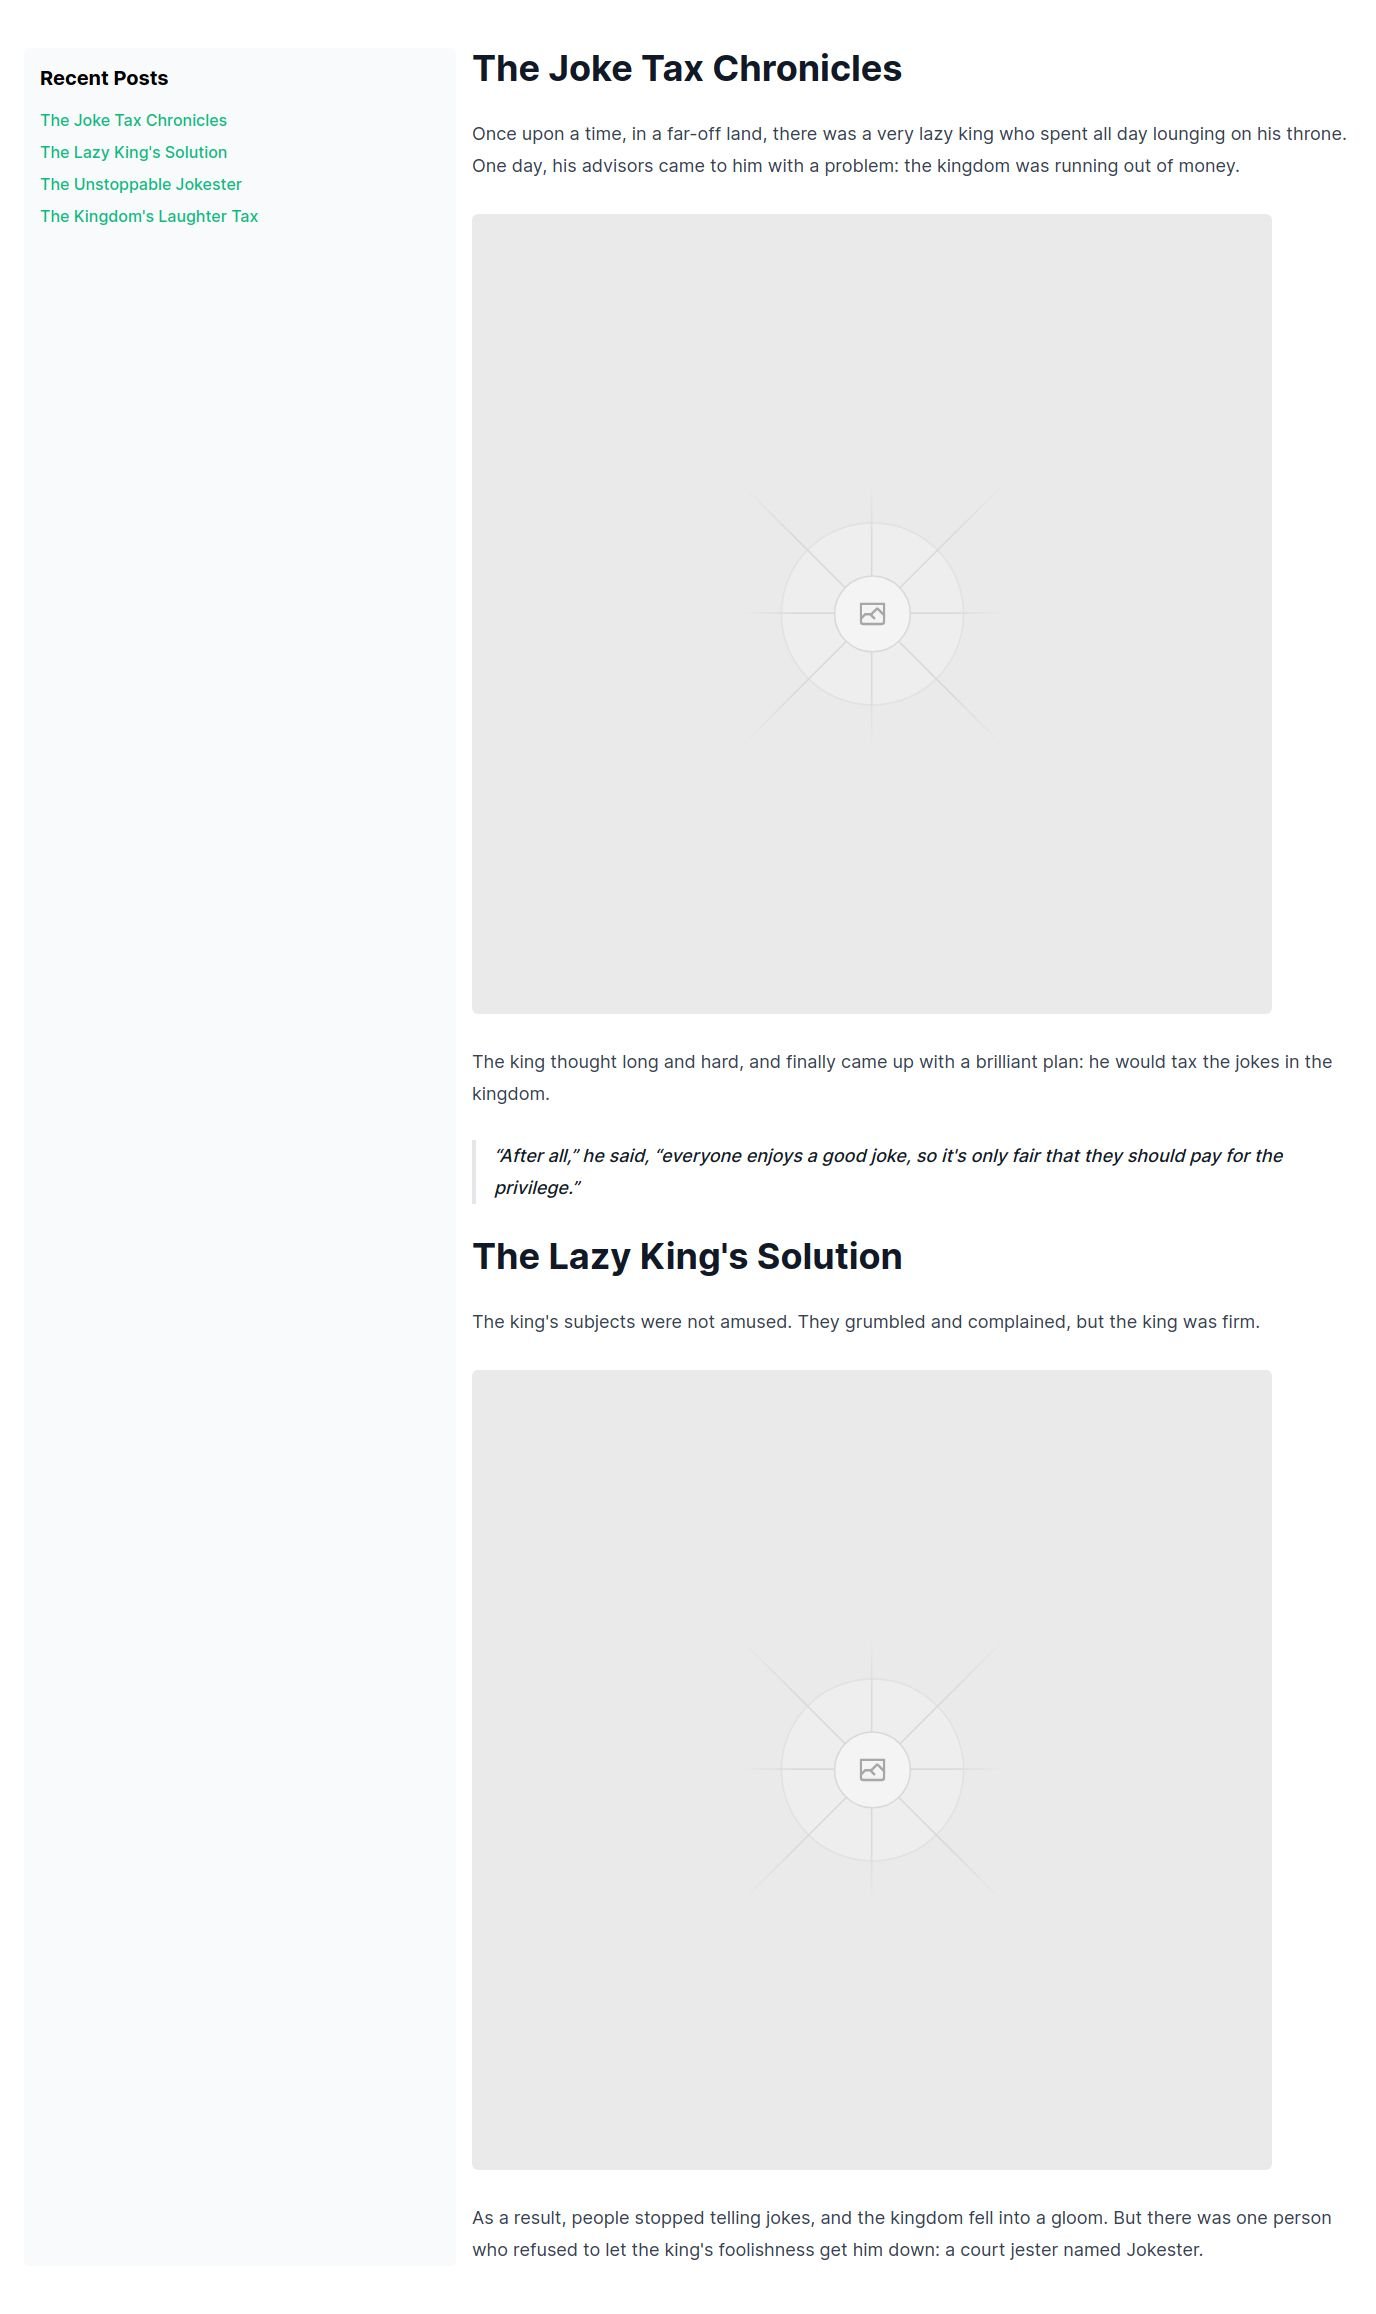 Recent Posts
The Joke Tax Chronicles
The Lazy King's Solution
The Unstoppable Jokester
The Kingdom's Laughter Tax
The Joke Tax Chronicles
Once upon a time, in a far-off land, there was a very lazy king who spent all day lounging on his throne.
One day, his advisors came to him with a problem: the kingdom was running out of money.
The king thought long and hard, and finally came up with a brilliant plan: he would tax the jokes in the
kingdom.
“After all,” he said, “everyone enjoys a good joke, so it's only fair that they should pay for the
privilege.”
The Lazy King's Solution
The king's subjects were not amused. They grumbled and complained, but the king was firm.
As a result, people stopped telling jokes, and the kingdom fell into a gloom. But there was one person
who refused to let the king's foolishness get him down: a court jester named Jokester.